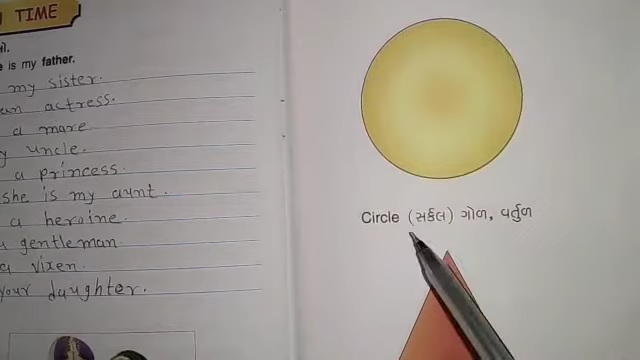 TIME
is my father.
my sister.
an actress.
a mare
uncle.
a princess.
she is my aunt.
a heroine.
gentleman
a vixen.
your daughter.
Circle (સર્કલ) ગોળ, વર્તુળ